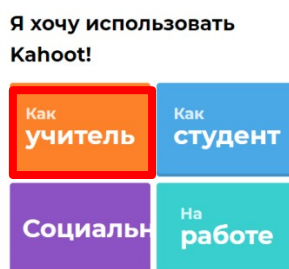 Я хочу использовать
Kahoot!
Как
учитель
Как
студент
Социальн
На
работе